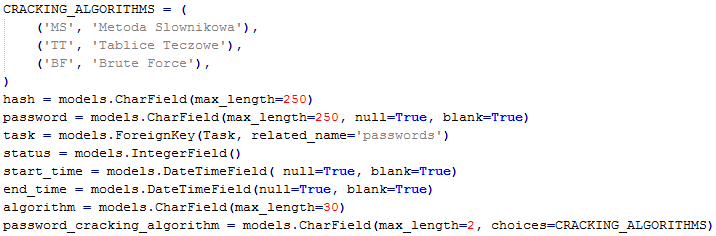 CRACKING_ALGORITHMS = (
    ('MS', 'Metoda Slownikowa'),
    ('TT', 'Tablice Teczowe'),
    ('BF', 'Brute Force'),
)
hash = models.CharField(max_length=250)
password = models.CharField(max_length=250, null=True, blank=True)
task = models.ForeignKey(Task, related_name='passwords')
status = models.IntegerField()
start_time = models.DateTimeField( null=True, blank=True)
end_time = models.DateTimeField(null=True, blank=True)
algorithm = models.CharField(max_length=30)
password_cracking_algorithm = models.CharField(max_length=2, choices=CRACKING_ALGORITHMS)